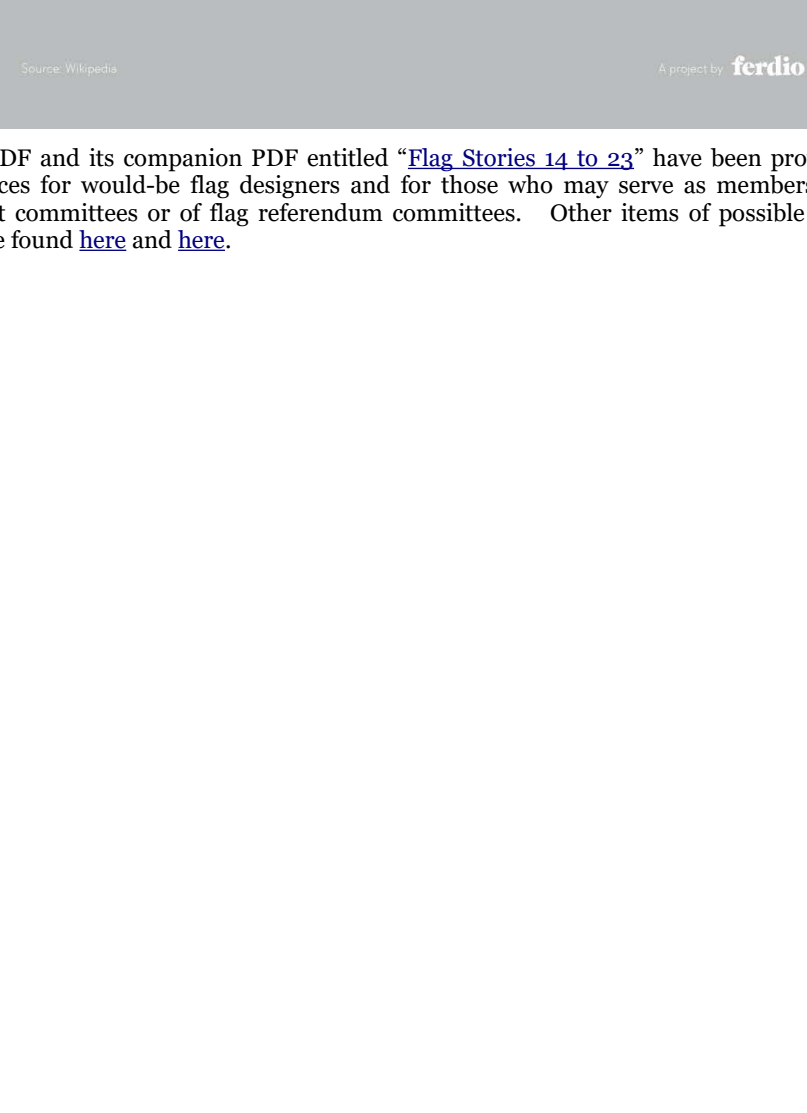 Source: Wikipedia
A project by ferdio
DF and its companion PDF entitled “Flag Stories 14 to 23” have been pro
ces for would-be flag designers and for those who may serve as members
t committees or of flag referendum committees. Other items of possible
e found here and here.